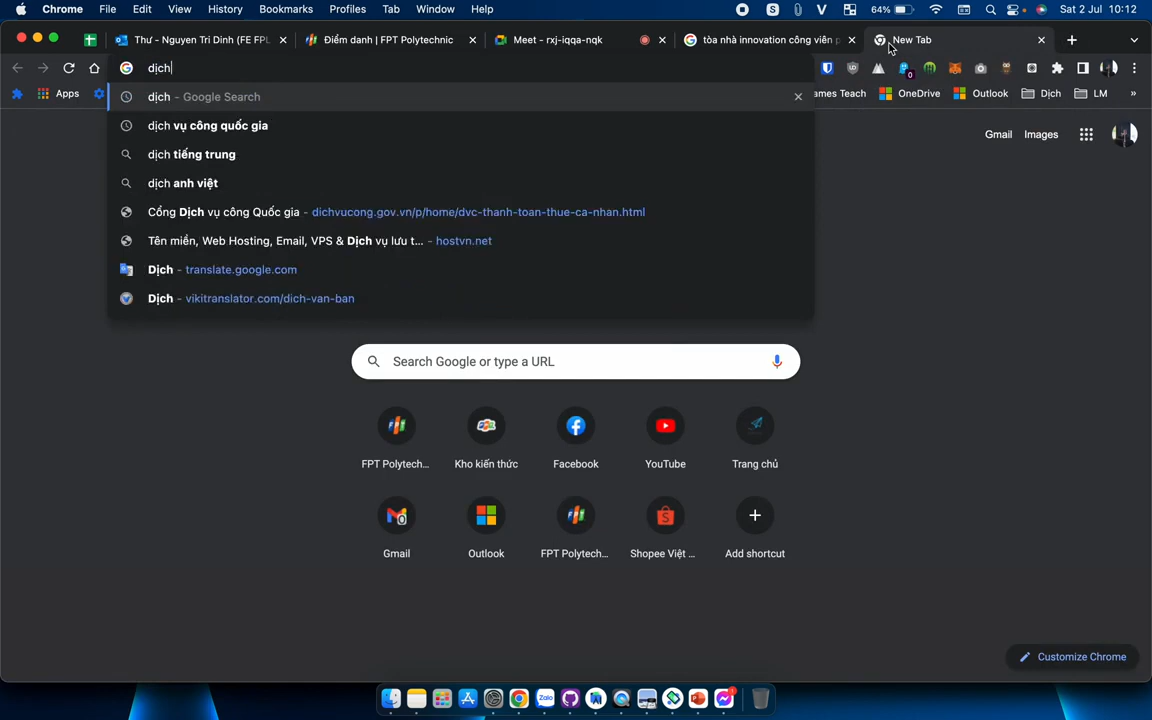 Chrome File Edit View History Bookmarks Profiles Tab Window Help 64% Sat 2 Jul 10:12
Thư - Nguyen Tri Dinh (FE FPL Điểm danh | FPT Polytechnic Meet - rxj-iqqa-nqk tòa nhà innovation công viên New Tab
dịch
Apps ames Teach OneDrive Outlook Dịch LM »
dịch - Google Search
dịch vụ công quốc gia
dịch tiếng trung
dịch anh việt
Cổng Dịch vụ công Quốc gia - dichvucong.gov.vn/p/home/dvc-thanh-toan-thue-ca-nhan.html
Tên miền, Web Hosting, Email, VPS & Dịch vụ lưu t... - hostvn.net
Dịch - translate.google.com
Dịch - vikitranslator.com/dich-van-ban
Gmail Images
Search Google or type a URL
FPT Polytech... Kho kiến thức Facebook YouTube Trang chủ
Gmail Outlook FPT Polytech... Shopee Việt ... Add shortcut
Customize Chrome
Zalo